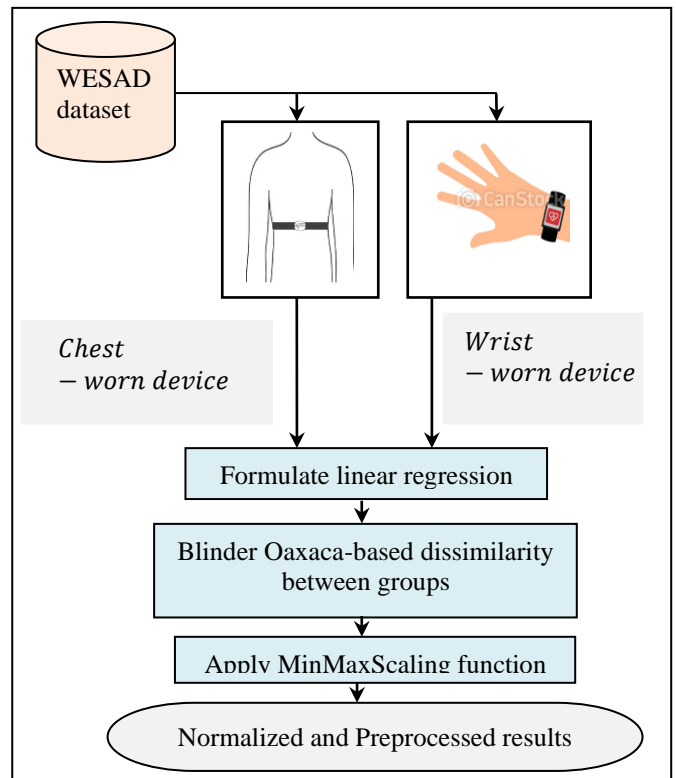 WESAD
dataset
© CanStock
Chest
− worn device
Wrist
− worn device
Formulate linear regression
Blinder Oaxaca-based dissimilarity
between groups
Apply MinMaxScaling function
Normalized and Preprocessed results